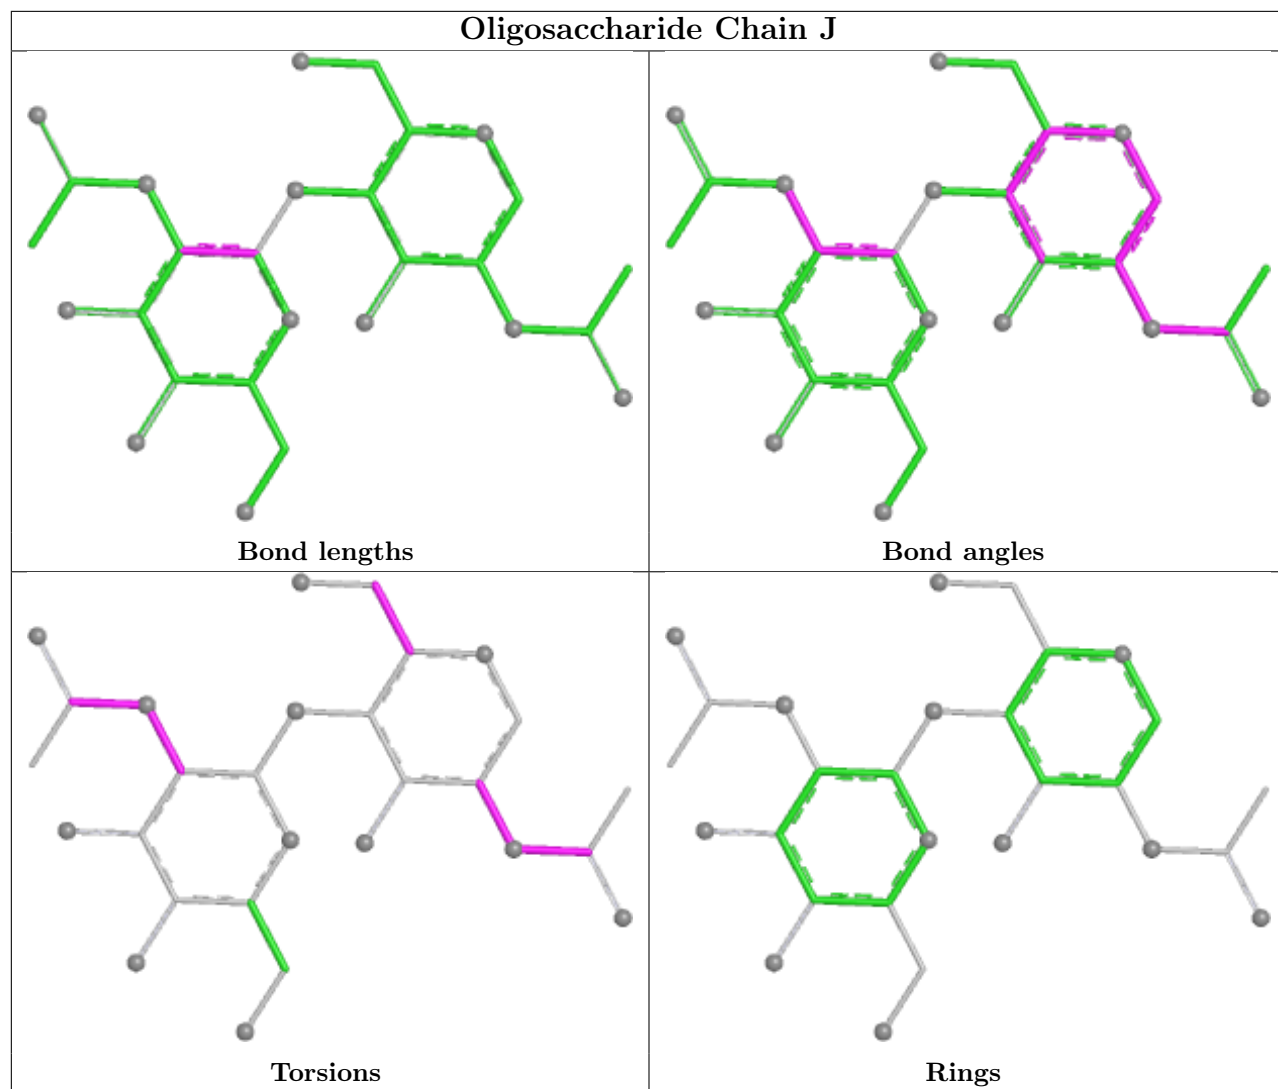 Oligosaccharide Chain J
Bond lengths
Bond angles
Torsions
Rings